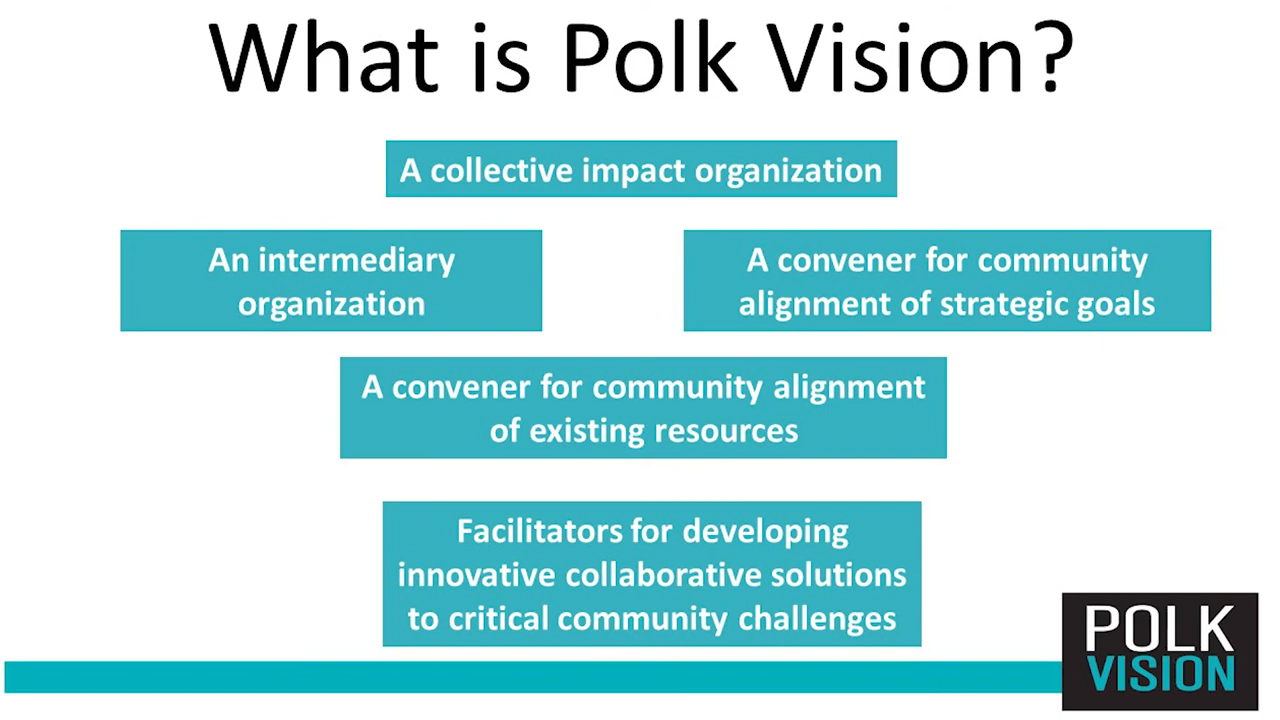 What is Polk Vision?
A collective impact organization
An intermediary
organization
A convener for community
alignment of strategic goals
A convener for community alignment
of existing resources
Facilitators for developing
innovative collaborative solutions
to critical community challenges
POLK
VISION